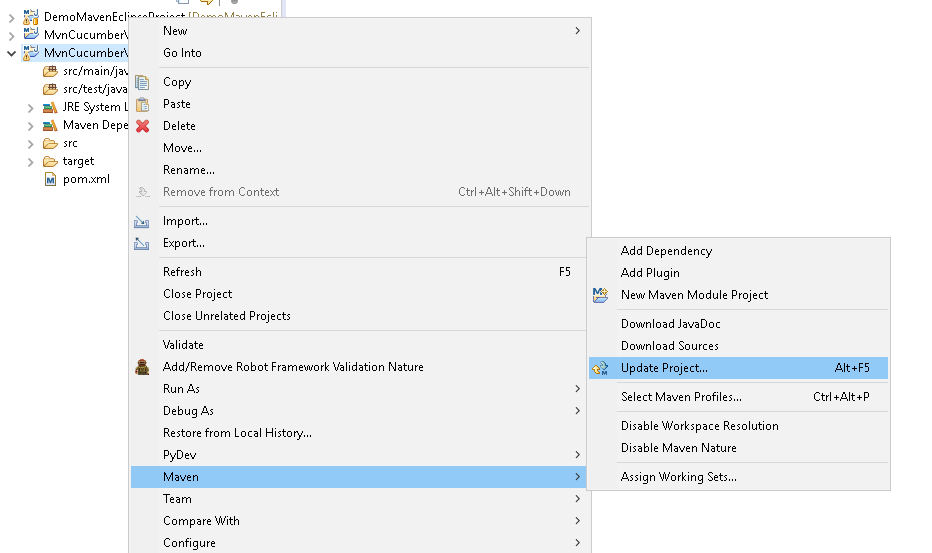 DemoMavenEclipseProject [DemoMavenEcli
MvnCucumber
MvnCucumber
src/main/jav
src/test/java
JRE System L
Maven Depe
src
target
pom.xml
New
Go Into
Copy
Paste
Delete
Move...
Rename...
Remove from Context Ctrl+Alt+Shift+Down
Import...
Export...
Refresh F5
Close Project
Close Unrelated Projects
Validate
Add/Remove Robot Framework Validation Nature
Run As
Debug As
Restore from Local History...
PyDev
Maven
Team
Compare With
Configure
Add Dependency
Add Plugin
New Maven Module Project
Download JavaDoc
Download Sources
Update Project... Alt+F5
Select Maven Profiles... Ctrl+Alt+P
Disable Workspace Resolution
Disable Maven Nature
Assign Working Sets...